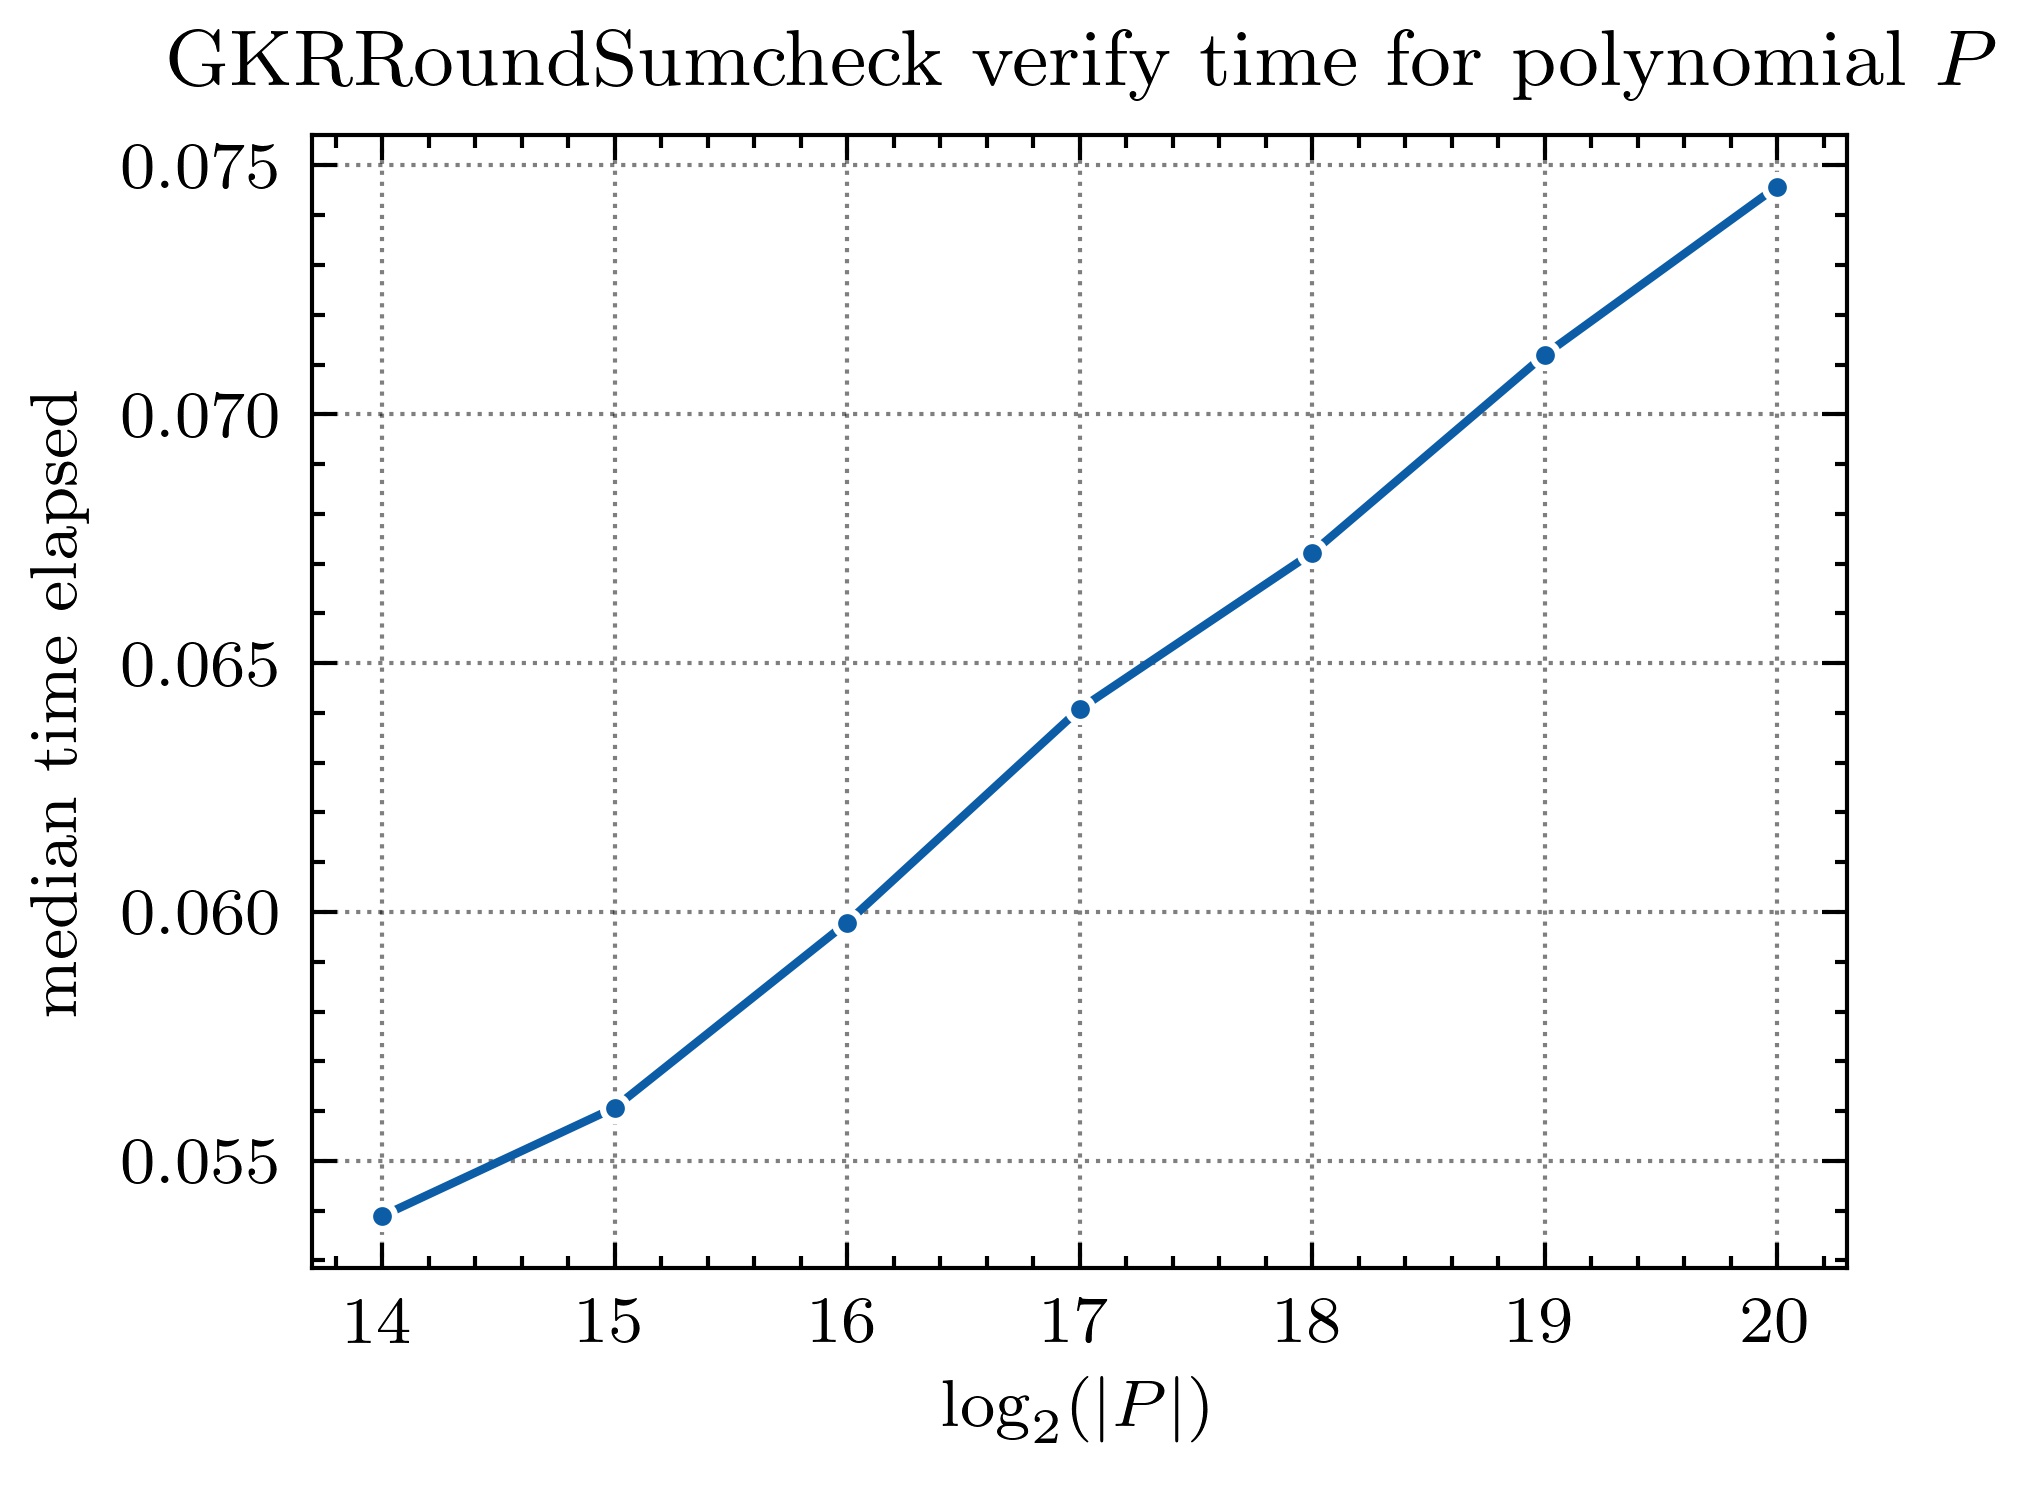 GKRRoundSumcheck verify time for polynomial P
median time elapsed
0.075
0.070
0.065
0.060
0.055
14 15 16 17 18 19 20
log₂(|P|)